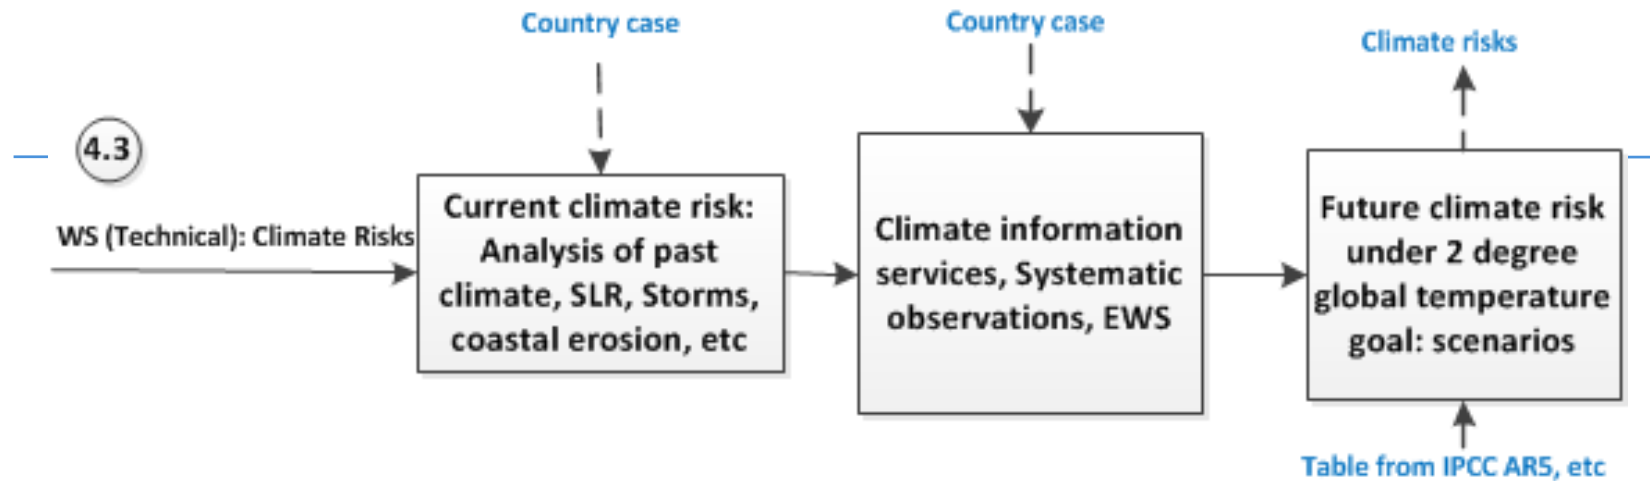 Country case
Country case
Climate risks
4.3
WS (Technical): Climate Risks
Current climate risk:
Analysis of past
climate, SLR, Storms,
coastal erosion, etc
Climate information
services, Systematic
observations, EWS
Future climate risk
under 2 degree
global temperature
goal: scenarios
Table from IPCC AR5, etc